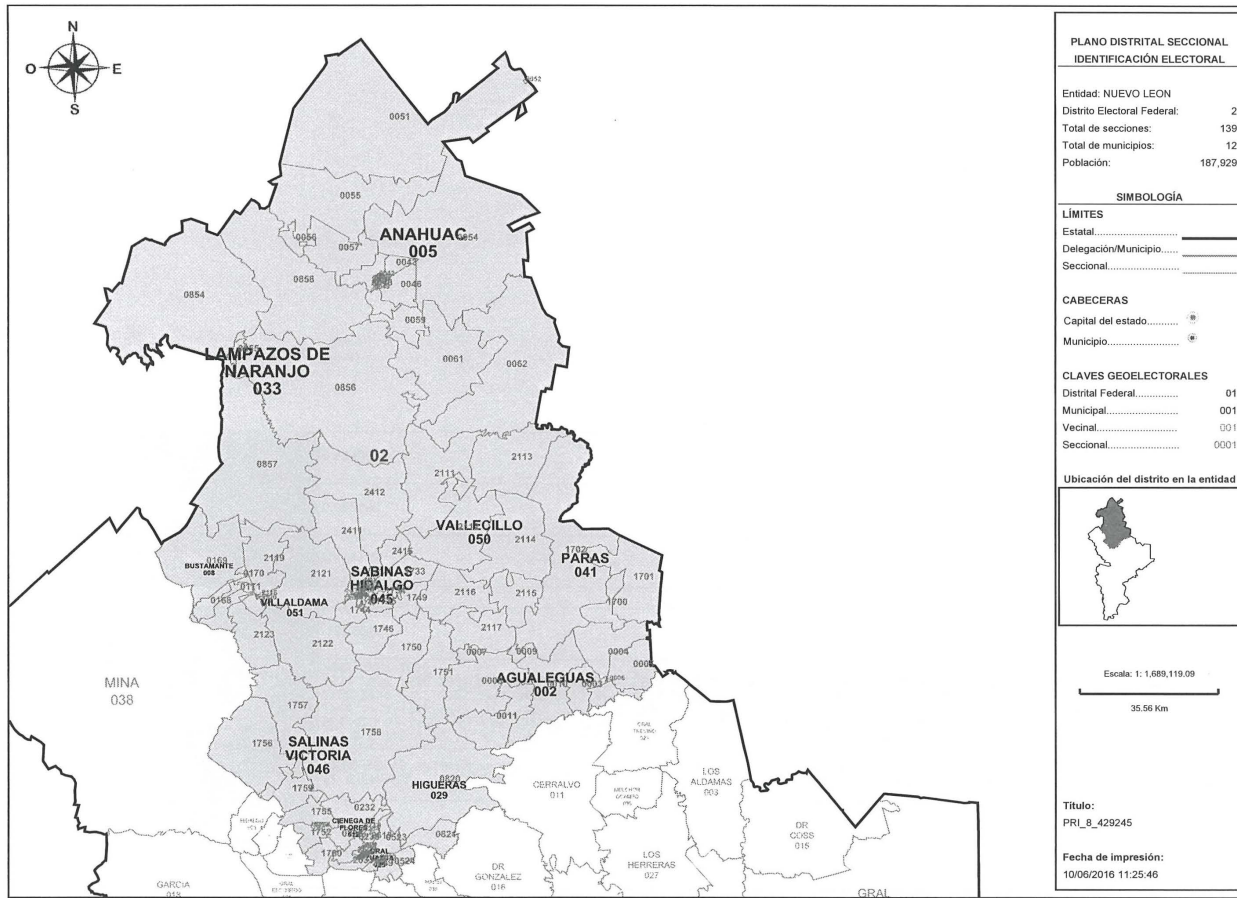 N
O
E
S
0052
0051
0055
ANAHUAC
005
0054
0056
0057
0043
0046
0858
0854
0059
LAMPAZOS DE
NARANJO
033
0061
0062
0856
02
0857
2113
2111
2412
VALLECILLO
050
2411
2114
1702
PARAS
041
2415
0169
BUSTAMANTE
008
2119
0170
0171
2121
SABINAS
HIDALGO
045
1701
1749
2116
2115
1700
VILLALDAMA
051
1744
1746
2117
2123
2122
1750
0007
0009
0004
1751
AGUALEGUAS
002
0003
0011
MINA
038
1757
1758
1756
SALINAS
VICTORIA
046
LOS
ALDAMAS
003
0820
HIGUERAS
029
CERRALVO
011
1759
0232
1755
CIENEGA DE
FLORES
0523
0821
1752
0524
DR
COSS
015
DR
GONZALEZ
016
LOS
HERRERAS
027
GARCIA
018
GRAL
PLANO DISTRITAL SECCIONAL
IDENTIFICACIÓN ELECTORAL
Entidad: NUEVO LEON
Distrito Electoral Federal: 2
Total de secciones: 139
Total de municipios: 12
Población: 187,929
SIMBOLOGÍA
LÍMITES
Estatal
Delegación/Municipio
Seccional
CABECERAS
Capital del estado
Municipio
CLAVES GEOELECTORALES
Distrital Federal 01
Municipal 001
Vecinal 001
Seccional 0001
Ubicación del distrito en la entidad
Escala: 1: 1,689,119.09
35.56 Km
Título:
PRI_8_429245
Fecha de impresión:
10/06/2016 11:25:46